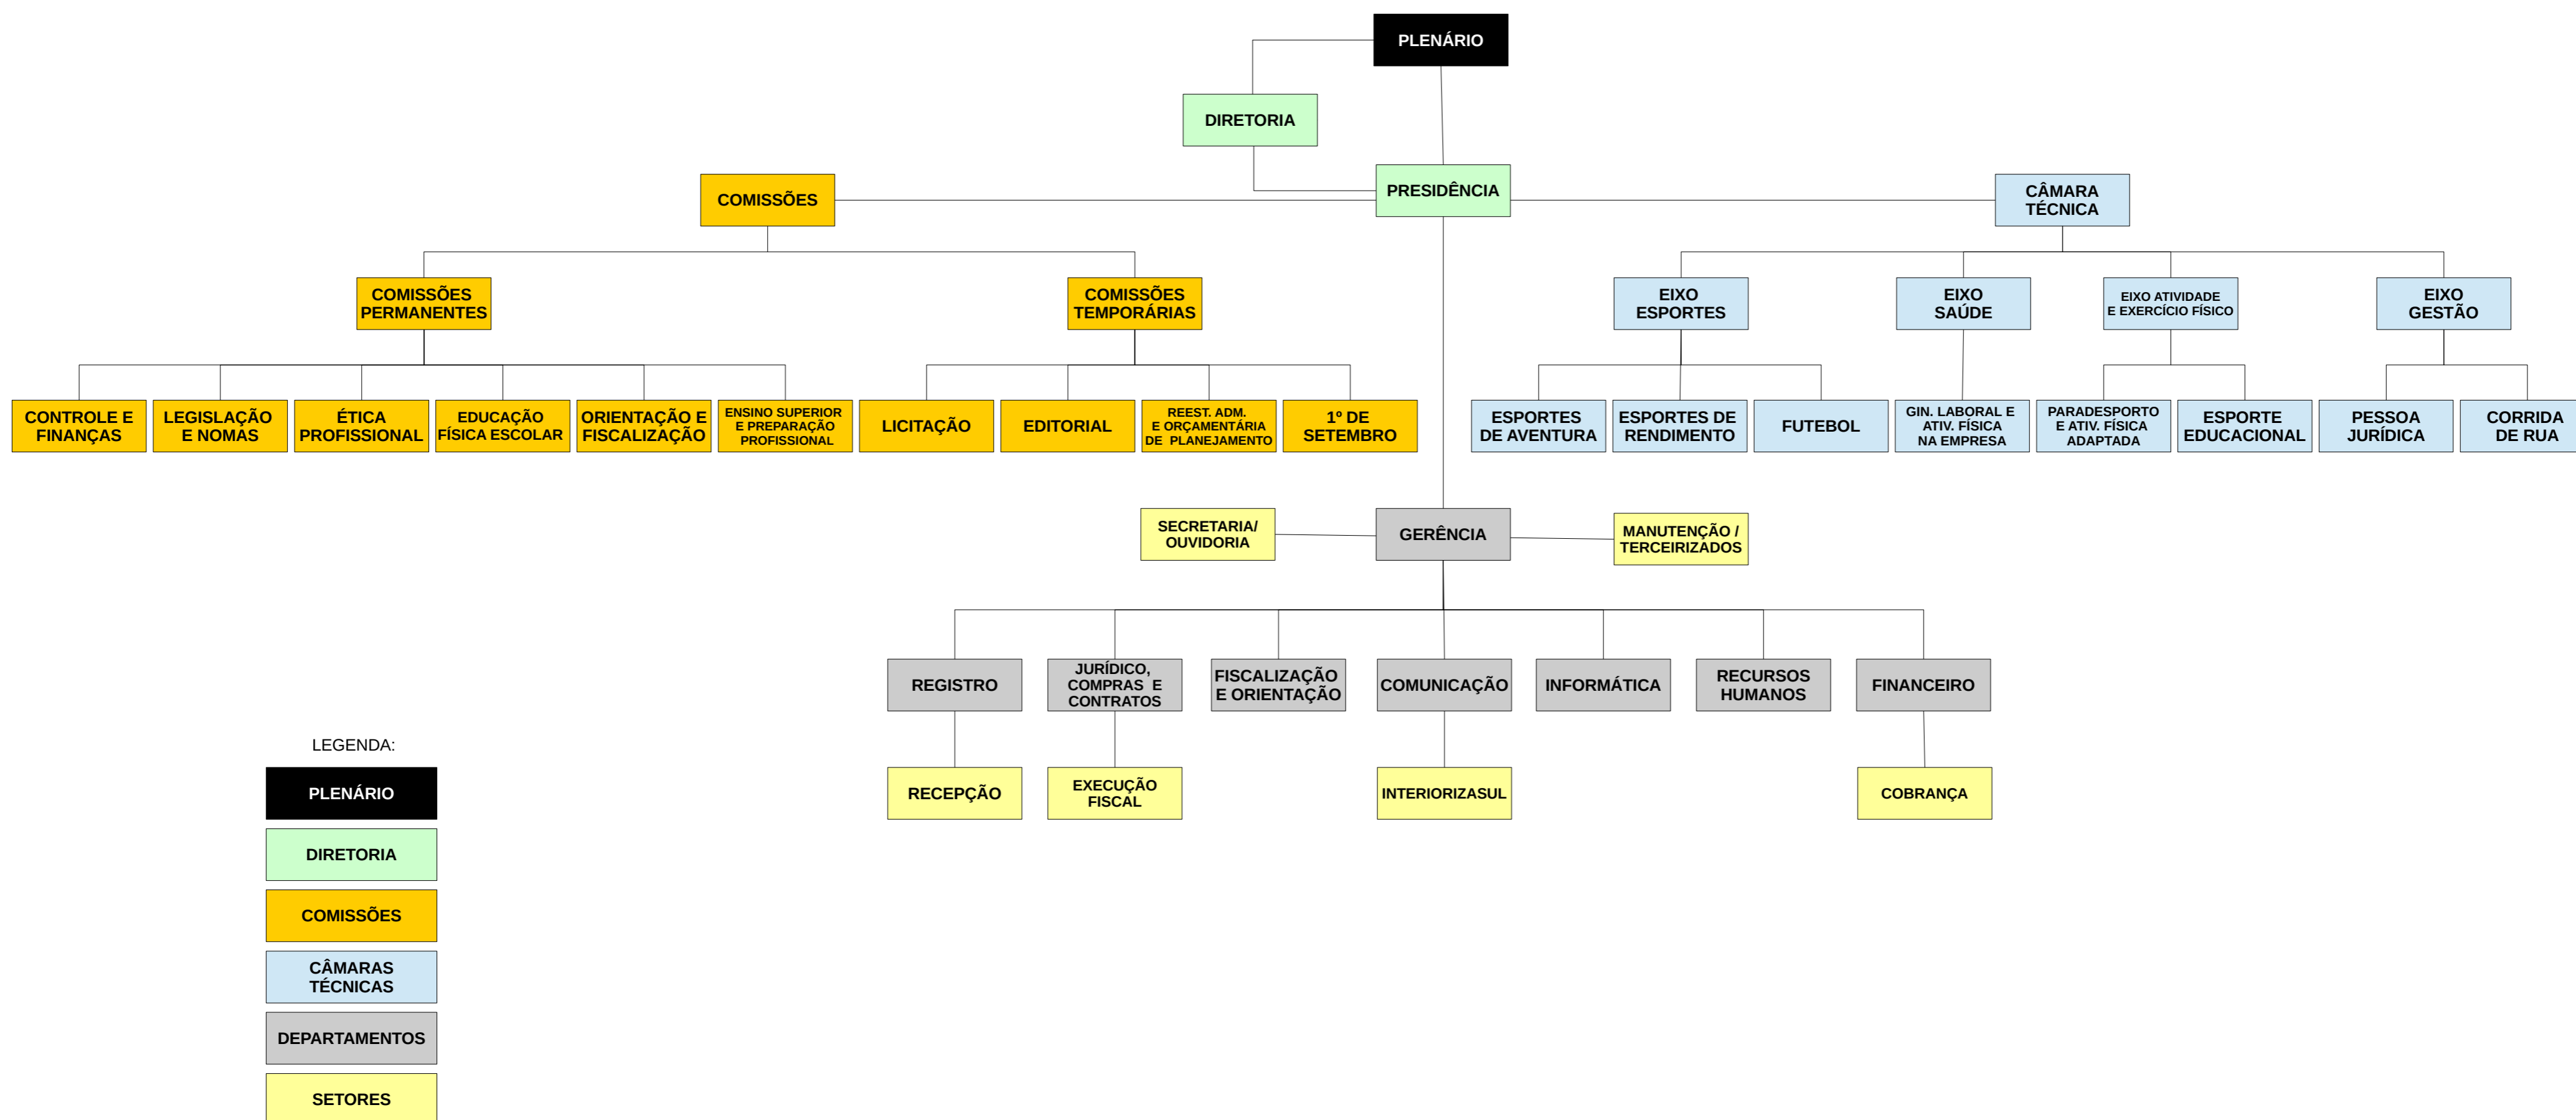 PLENÁRIO
DIRETORIA
PRESIDÊNCIA
COMISSÕES
CÂMARA
TÉCNICA
COMISSÕES
PERMANENTES
COMISSÕES
TEMPORÁRIAS
EIXO
ESPORTES
EIXO
SAÚDE
EIXO ATIVIDADE
E EXERCÍCIO FÍSICO
EIXO
GESTÃO
CONTROLE E
FINANÇAS
LEGISLAÇÃO
E NOMAS
ÉTICA
PROFISSIONAL
EDUCAÇÃO
FÍSICA ESCOLAR
ORIENTAÇÃO E
FISCALIZAÇÃO
ENSINO SUPERIOR
E PREPARAÇÃO
PROFISSIONAL
LICITAÇÃO
EDITORIAL
REEST. ADM.
E ORÇAMENTÁRIA
DE PLANEJAMENTO
1º DE
SETEMBRO
ESPORTES
DE AVENTURA
ESPORTES DE
RENDIMENTO
FUTEBOL
GIN. LABORAL E
ATIV. FÍSICA
NA EMPRESA
PARADESPORTO
E ATIV. FÍSICA
ADAPTADA
ESPORTE
EDUCACIONAL
PESSOA
JURÍDICA
CORRIDA
DE RUA
SECRETARIA/
OUVIDORIA
GERÊNCIA
MANUTENÇÃO /
TERCEIRIZADOS
REGISTRO
JURÍDICO,
COMPRAS E
CONTRATOS
FISCALIZAÇÃO
E ORIENTAÇÃO
COMUNICAÇÃO
INFORMÁTICA
RECURSOS
HUMANOS
FINANCEIRO
RECEPÇÃO
EXECUÇÃO
FISCAL
INTERIORIZASUL
COBRANÇA
LEGENDA:
PLENÁRIO
DIRETORIA
COMISSÕES
CÂMARAS
TÉCNICAS
DEPARTAMENTOS
SETORES